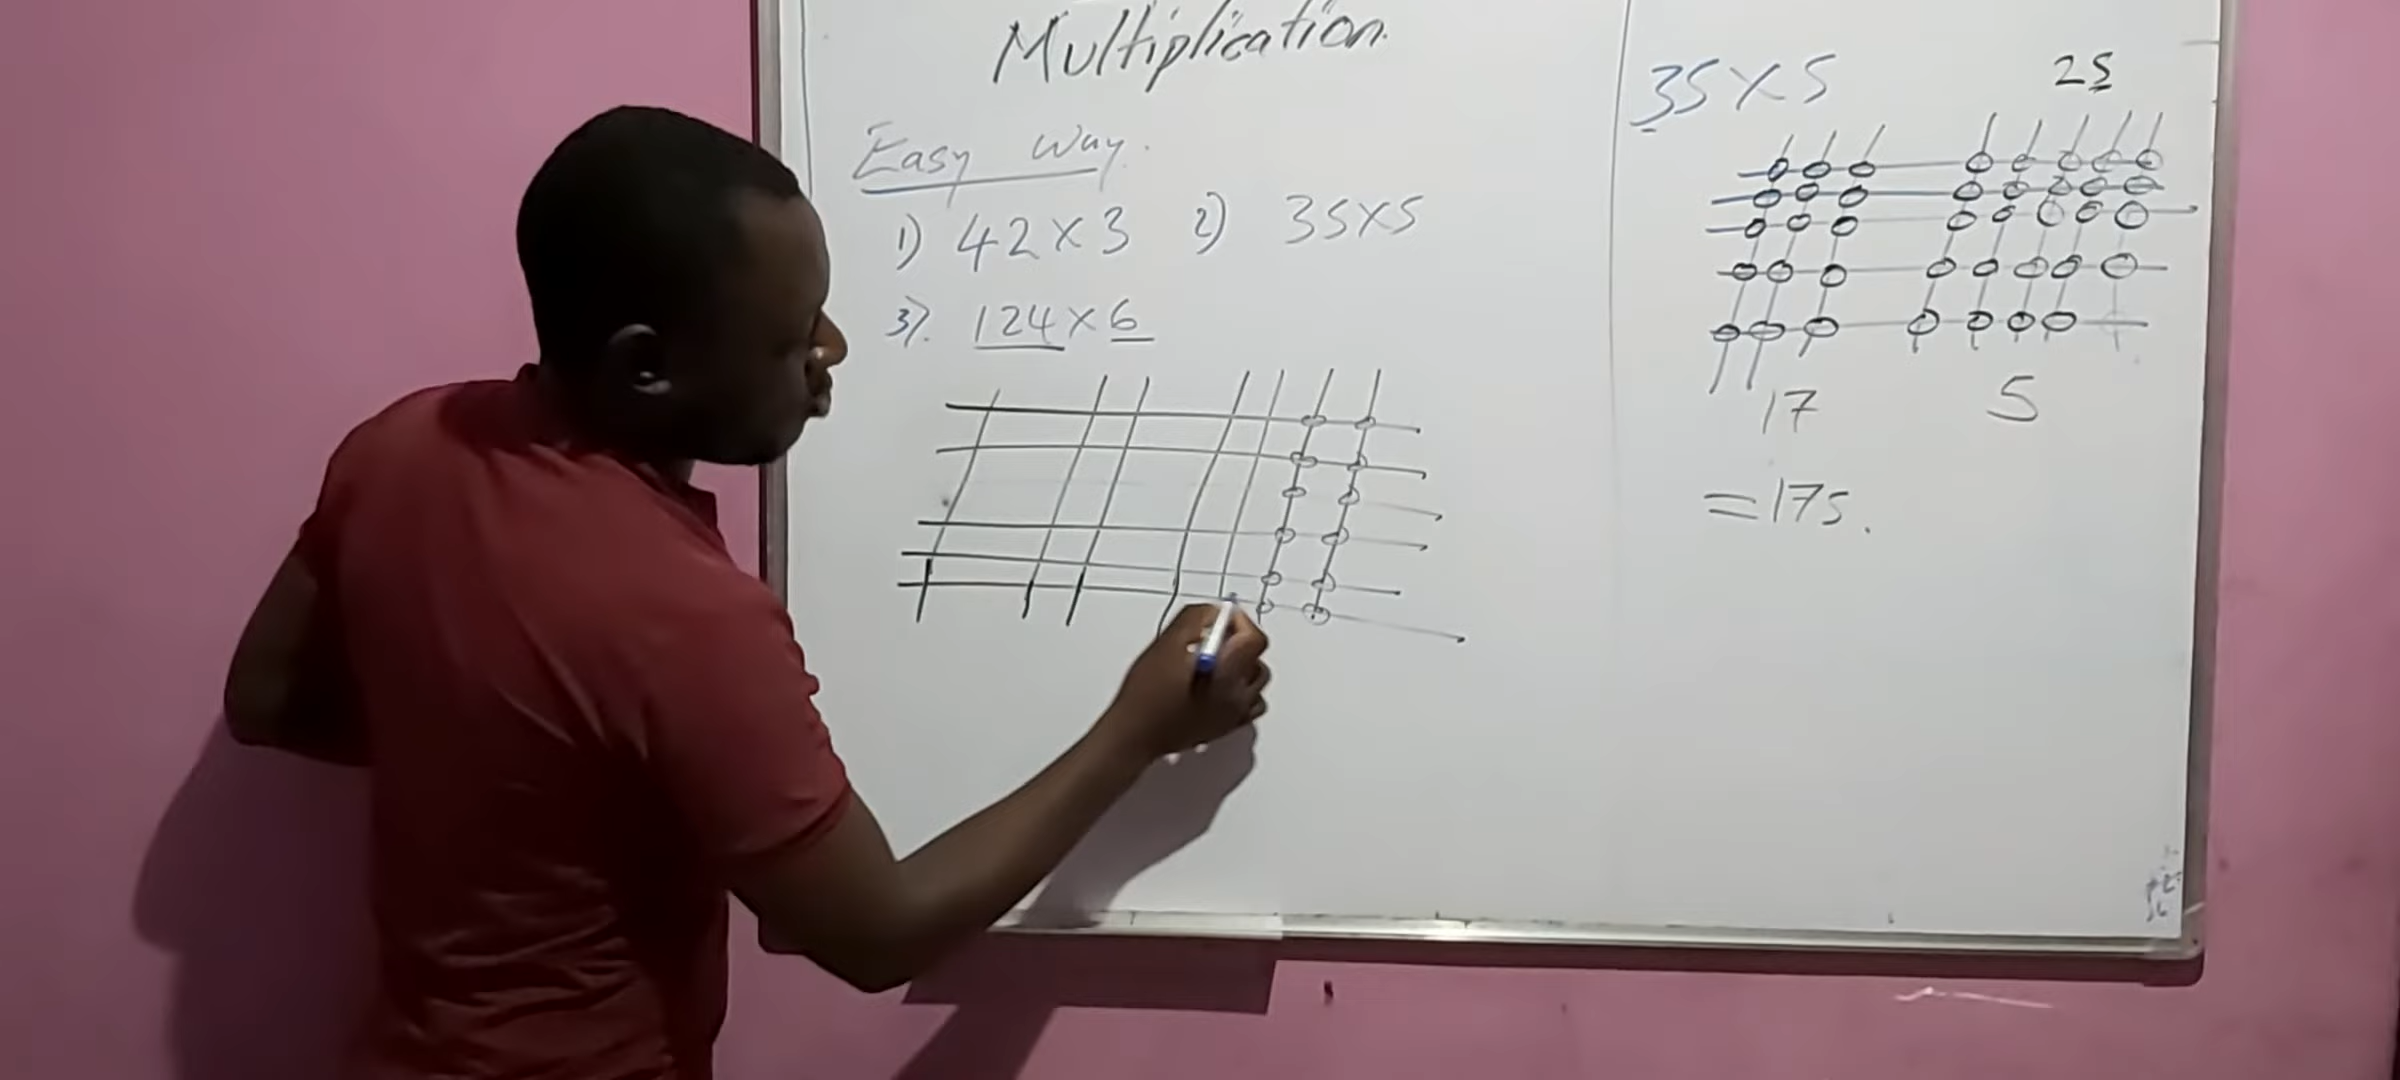 Multiplication.
Easy Way.
1) 42×3 2) 35×5
3). 124×6
35×5 25
17 5
=175.